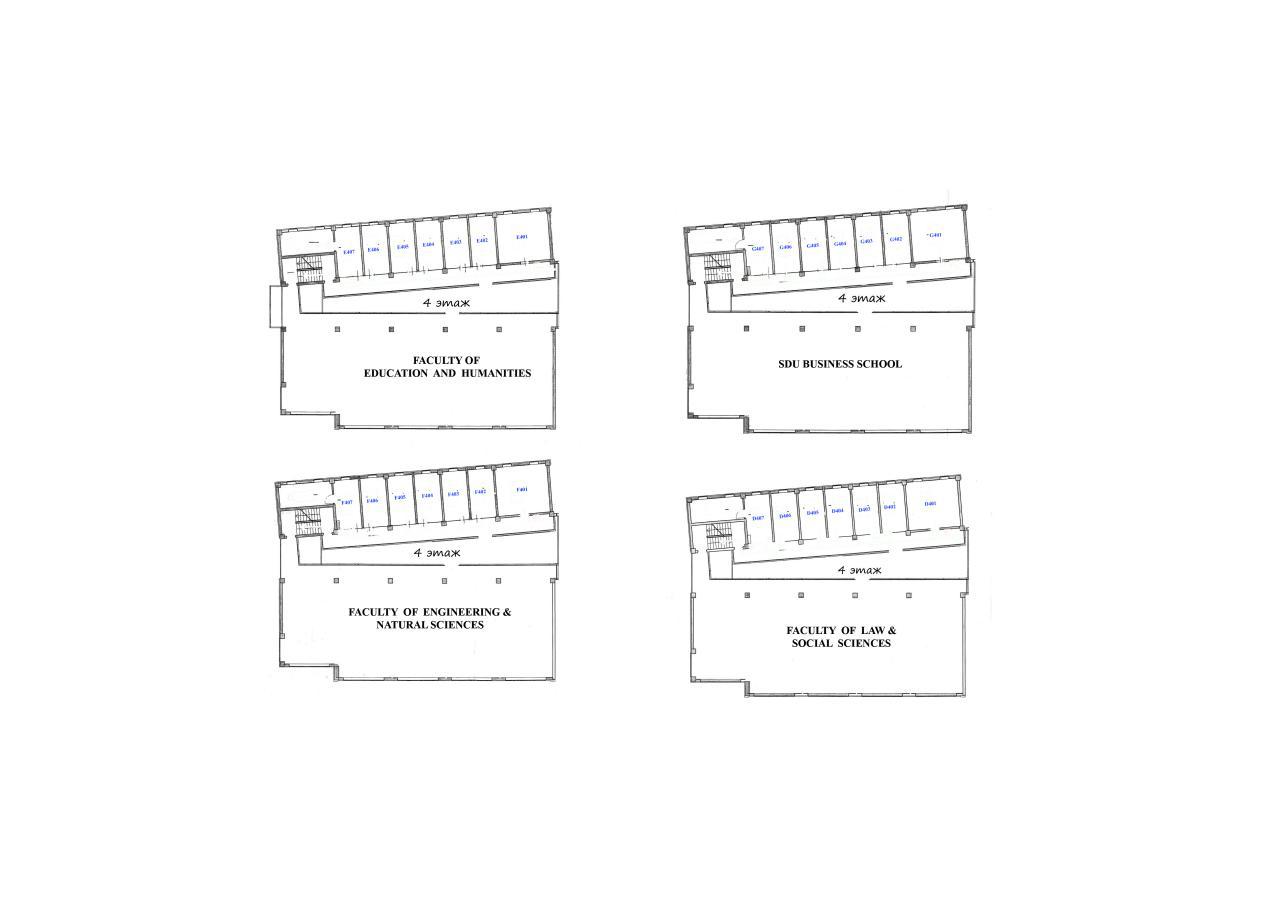 E407 E406 E405 E404 E403 E402 E401
4 этаж
FACULTY OF
EDUCATION AND HUMANITIES
G407 G406 G405 G404 G403 G402 G401
4 этаж
SDU BUSINESS SCHOOL
F407 F406 F405 F404 F403 F402 F401
4 этаж
FACULTY OF ENGINEERING &
NATURAL SCIENCES
D407 D406 D405 D404 D403 D402 D401
4 этаж
FACULTY OF LAW &
SOCIAL SCIENCES